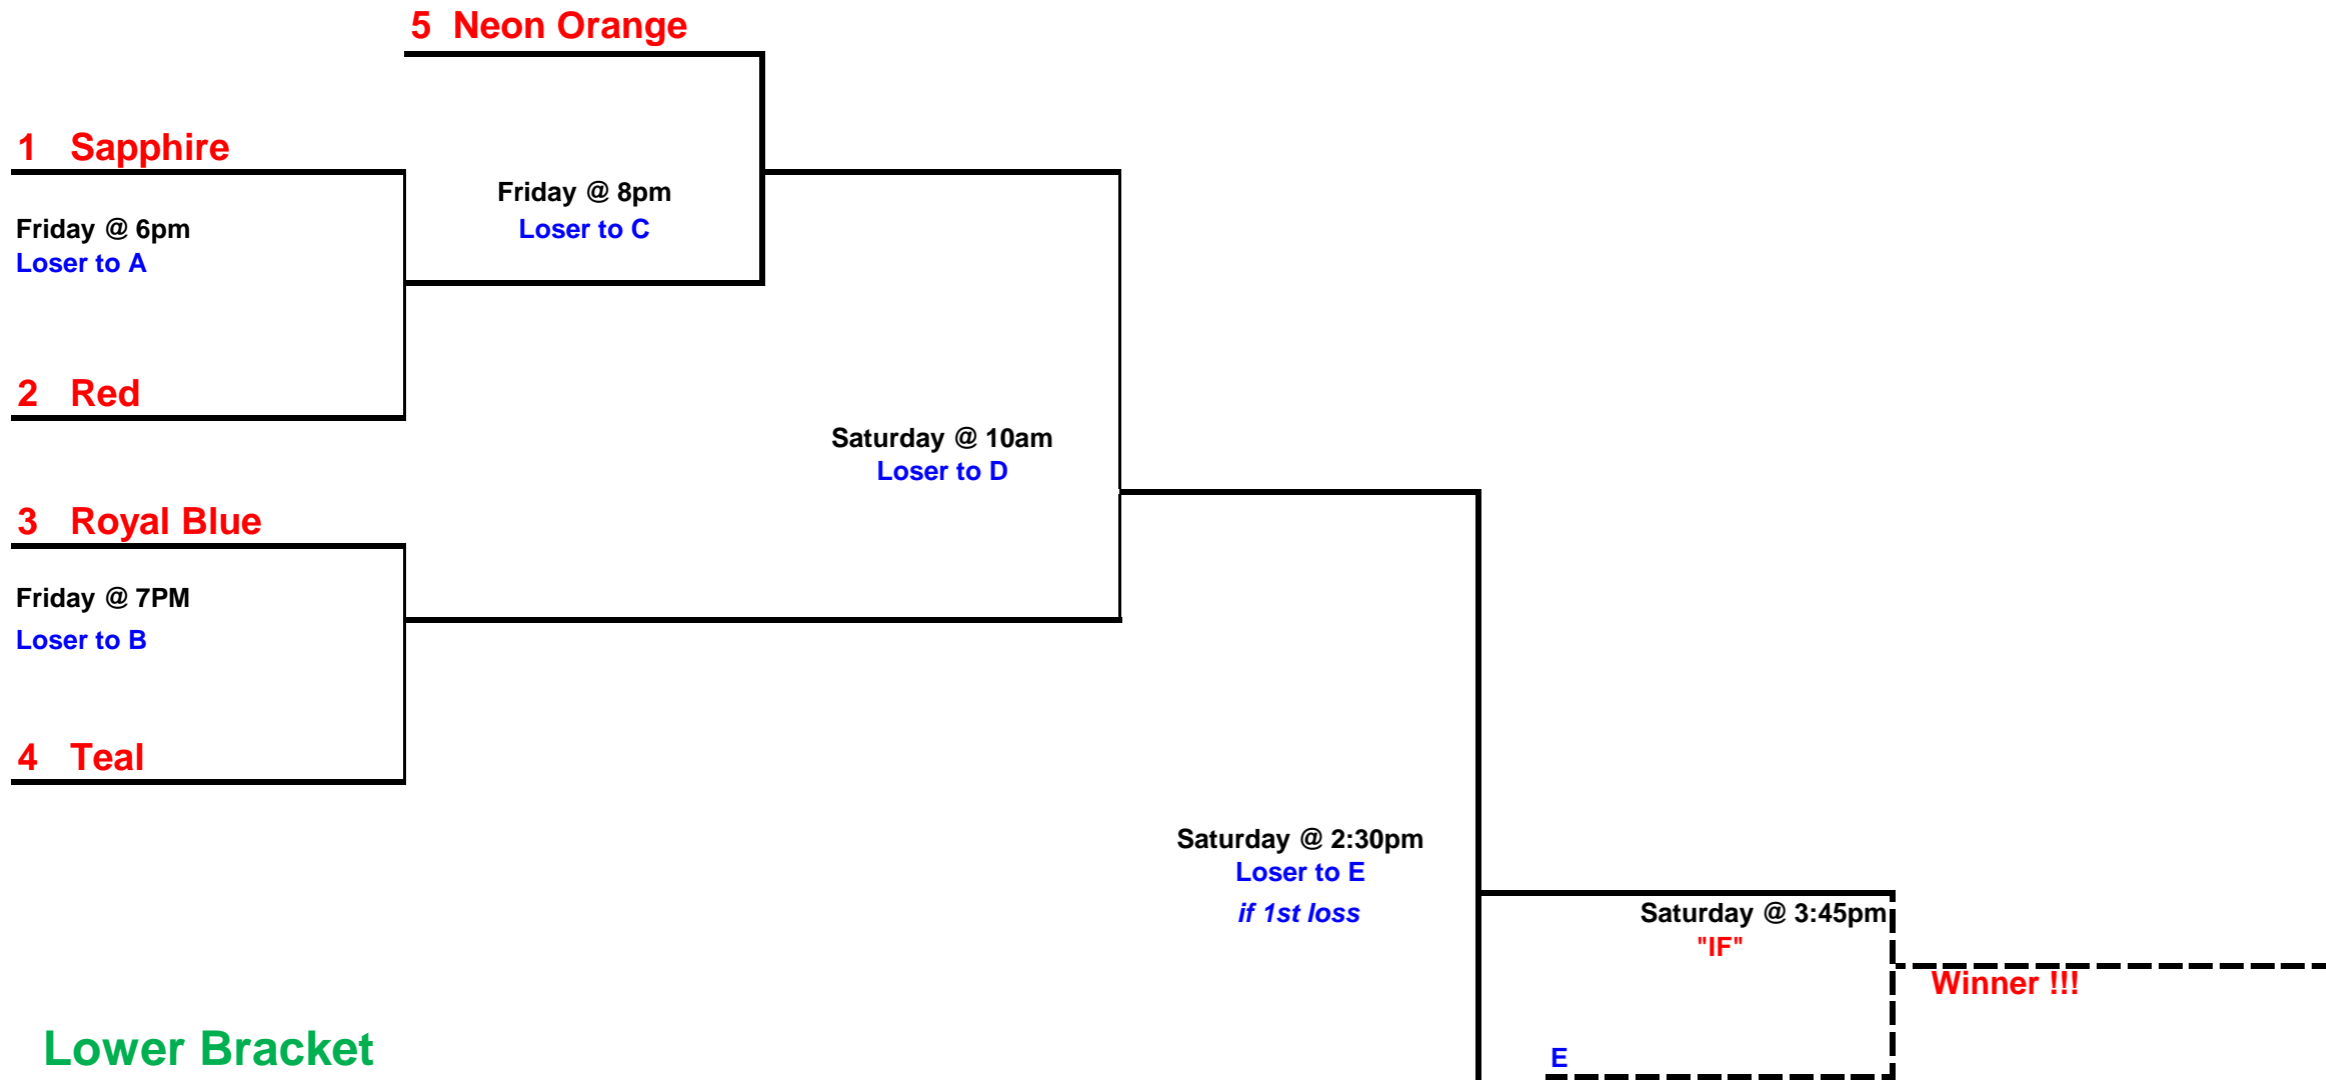 5 Neon Orange
1 Sapphire
Friday @ 6pm
Loser to A
Friday @ 8pm
Loser to C
2 Red
Saturday @ 10am
Loser to D
3 Royal Blue
Friday @ 7PM
Loser to B
4 Teal
Saturday @ 2:30pm
Loser to E
if 1st loss
Saturday @ 3:45pm
"IF"
Winner !!!
Lower Bracket
E